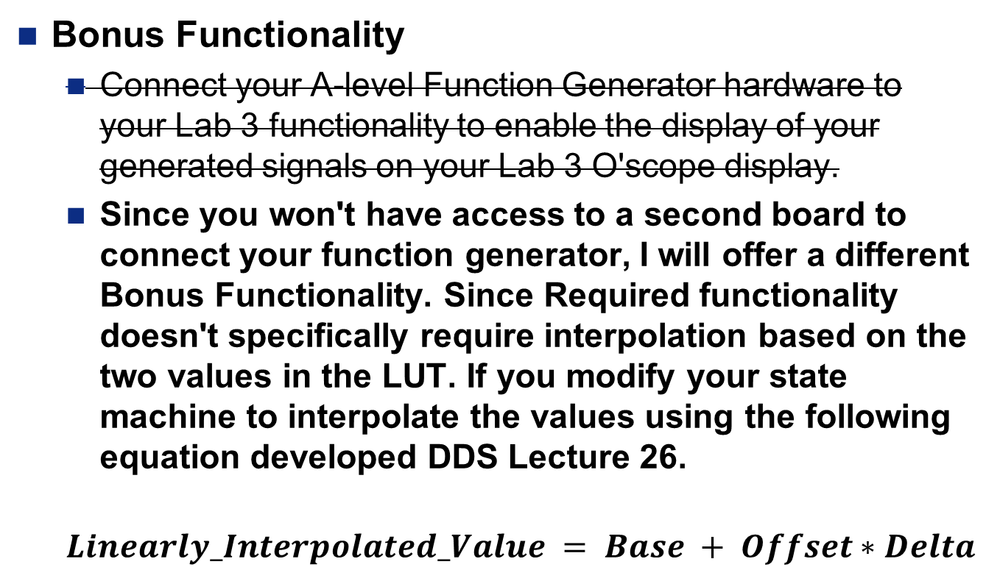 Bonus Functionality
Connect your A-level Function Generator hardware to
your Lab 3 functionality to enable the display of your
generated signals on your Lab 3 O'scope display.
Since you won't have access to a second board to
connect your function generator, I will offer a different
Bonus Functionality. Since Required functionality
doesn't specifically require interpolation based on the
two values in the LUT. If you modify your state
machine to interpolate the values using the following
equation developed DDS Lecture 26.
Linearly_Interpolated_Value = Base + Offset * Delta